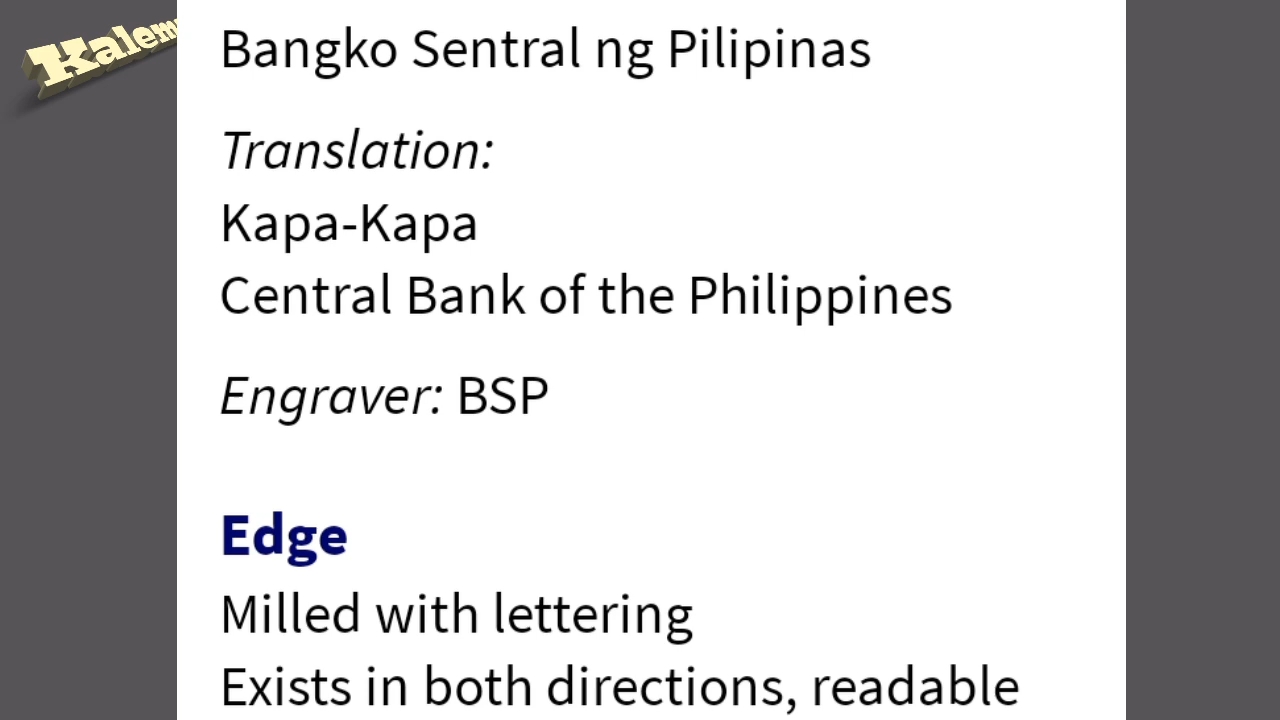 Kalem
Bangko Sentral ng Pilipinas
Translation:
Kapa-Kapa
Central Bank of the Philippines
Engraver: BSP
Edge
Milled with lettering
Exists in both directions, readable